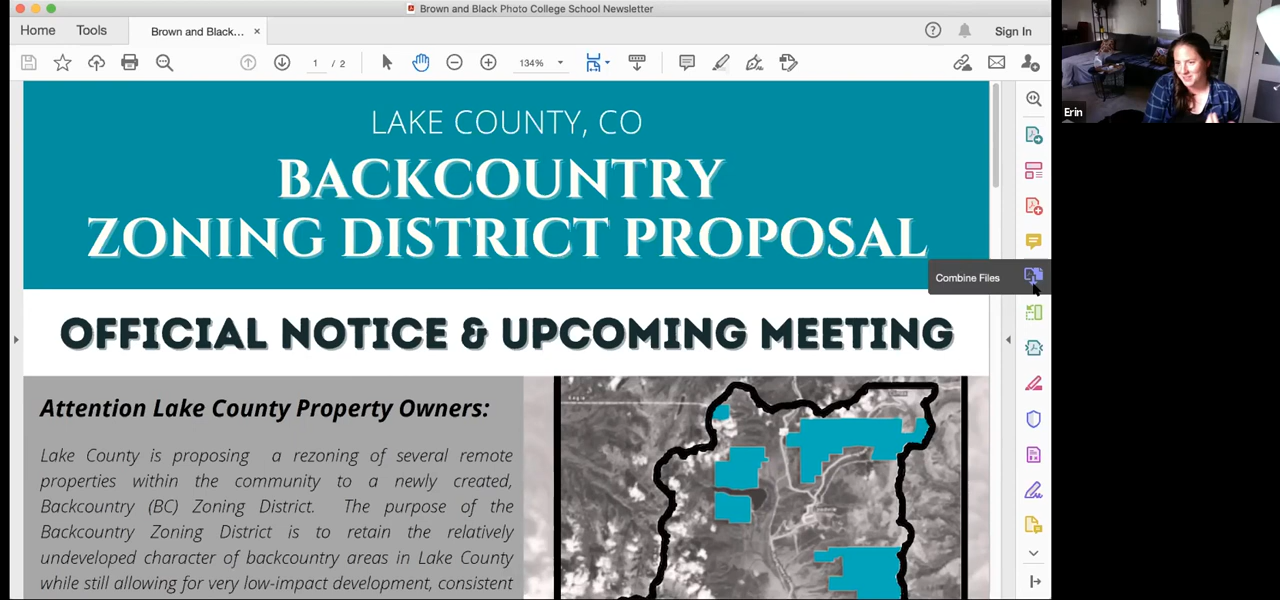 Brown and Black Photo College School Newsletter
Home
Tools
Brown and Black...
×
Sign In
1 / 2
134%
LAKE COUNTY, CO
BACKCOUNTRY
ZONING DISTRICT PROPOSAL
Combine Files
OFFICIAL NOTICE & UPCOMING MEETING
Attention Lake County Property Owners:
Lake County is proposing a rezoning of several remote
properties within the community to a newly created,
Backcountry (BC) Zoning District. The purpose of the
Backcountry Zoning District is to retain the relatively
undeveloped character of backcountry areas in Lake County
while still allowing for very low-impact development, consistent
Erin